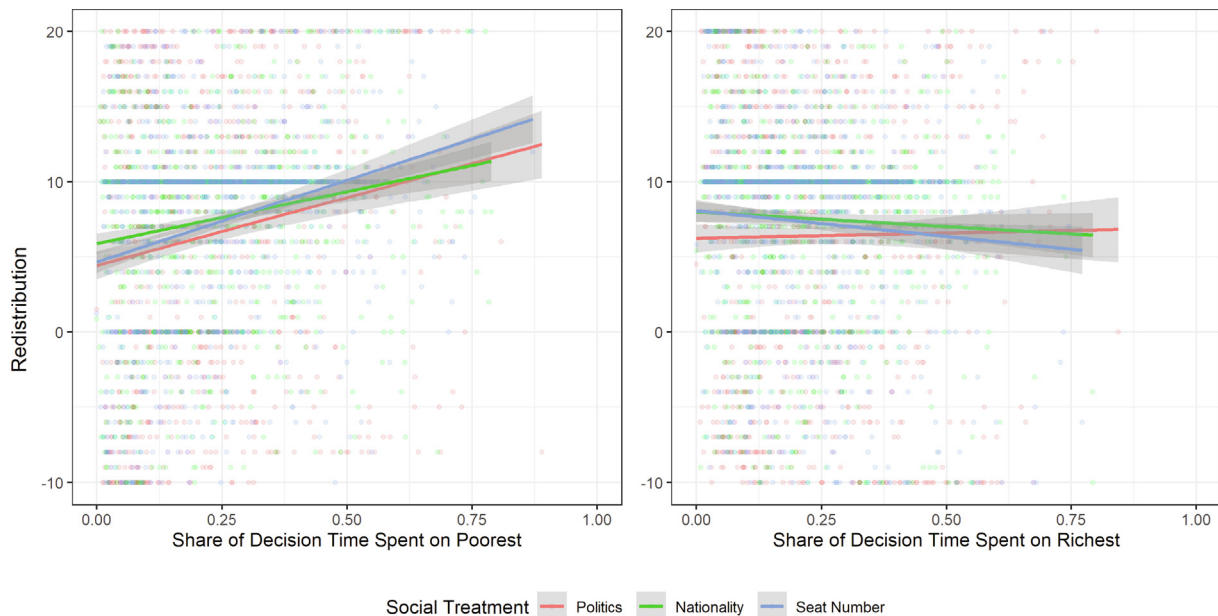 20
10
0
-10
0.00 0.25 0.50 0.75 1.00
Share of Decision Time Spent on Poorest
Redistribution
20
10
0
-10
0.00 0.25 0.50 0.75 1.00
Share of Decision Time Spent on Richest
Social Treatment Politics Nationality Seat Number